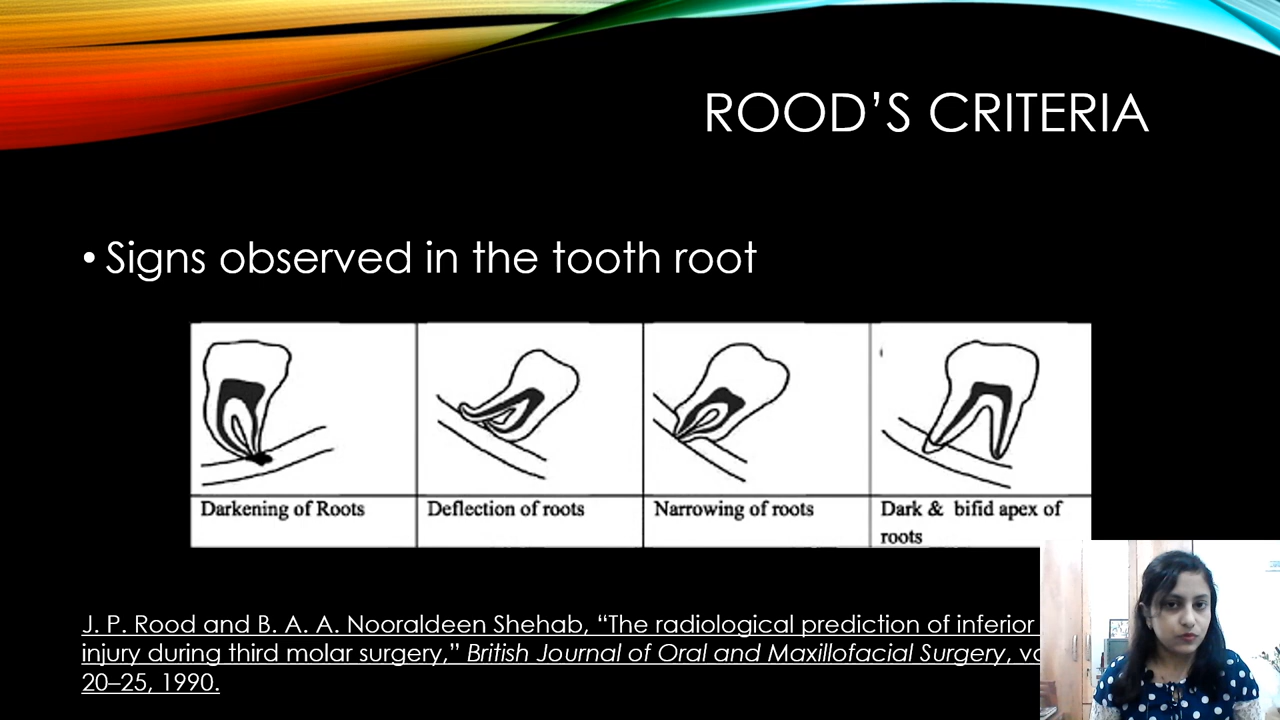 ROOD’S CRITERIA
• Signs observed in the tooth root
Darkening of Roots
Deflection of roots
Narrowing of roots
Dark & bifid apex of
roots
J. P. Rood and B. A. A. Nooraldeen Shehab, “The radiological prediction of inferior
injury during third molar surgery,” British Journal of Oral and Maxillofacial Surgery,
20–25, 1990.